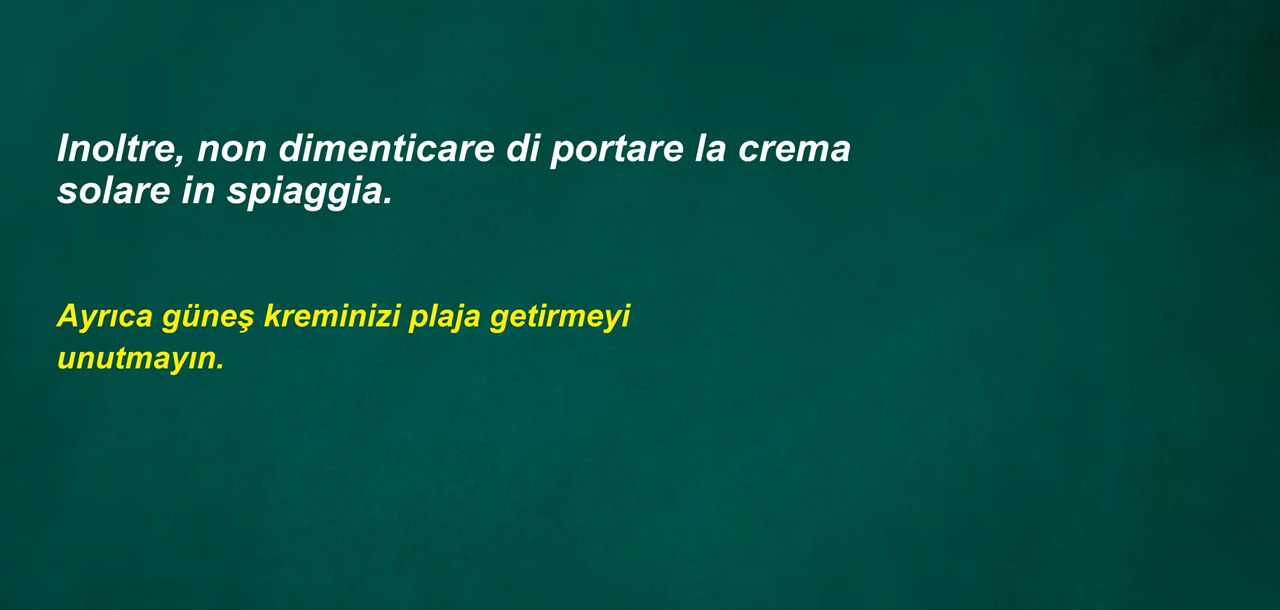 Inoltre, non dimenticare di portare la crema
solare in spiaggia.
Ayrıca güneş kreminizi plaja getirmeyi
unutmayın.